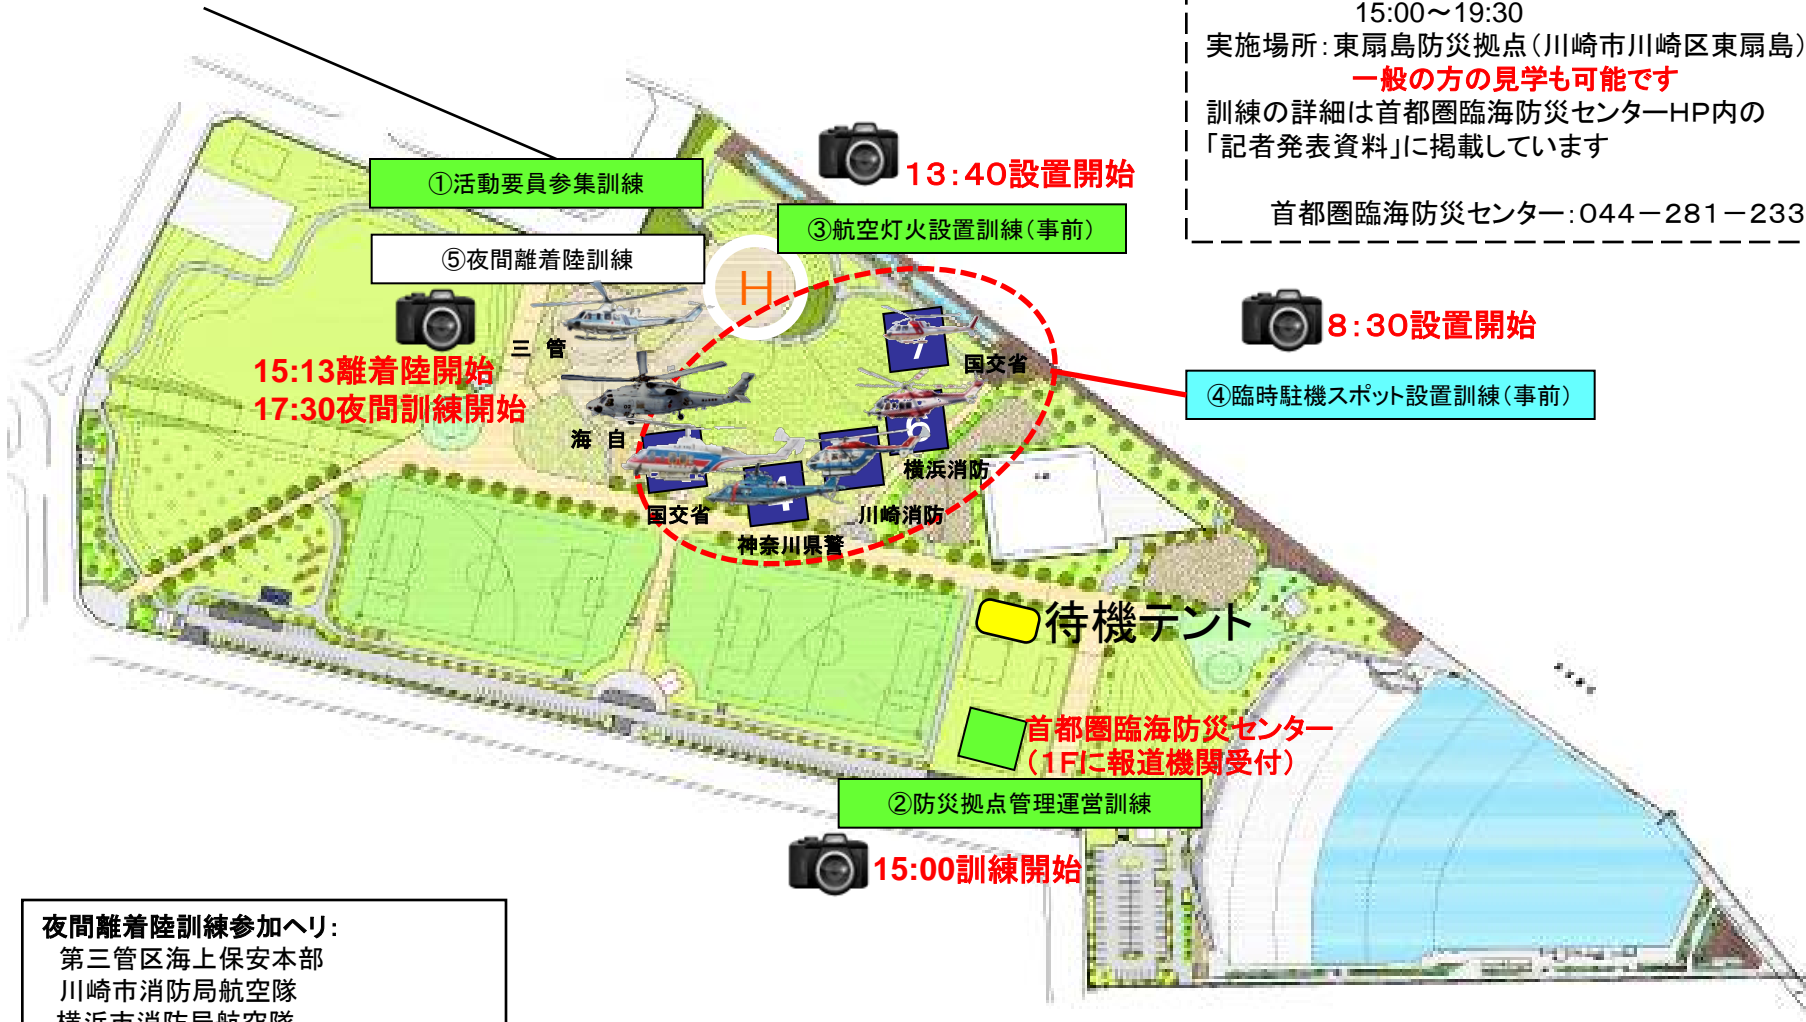 15:00～19:30
実施場所：東扇島防災拠点（川崎市川崎区東扇島）
一般の方の見学も可能です
訓練の詳細は首都圏臨海防災センターHP内の
「記者発表資料」に掲載しています
首都圏臨海防災センター：０４４－２８１－２３３
①活動要員参集訓練
13：40設置開始
③航空灯火設置訓練（事前）
⑤夜間離着陸訓練
H
8：30設置開始
三 管
7
国交省
15:13離着陸開始
17:30夜間訓練開始
④臨時駐機スポット設置訓練（事前）
海 自
6
横浜消防
4
国交省
川崎消防
神奈川県警
待機テント
首都圏臨海防災センター
（1Fに報道機関受付）
②防災拠点管理運営訓練
15:00訓練開始
夜間離着陸訓練参加ヘリ：
第三管区海上保安本部
川崎市消防局航空隊
横浜市消防局航空隊